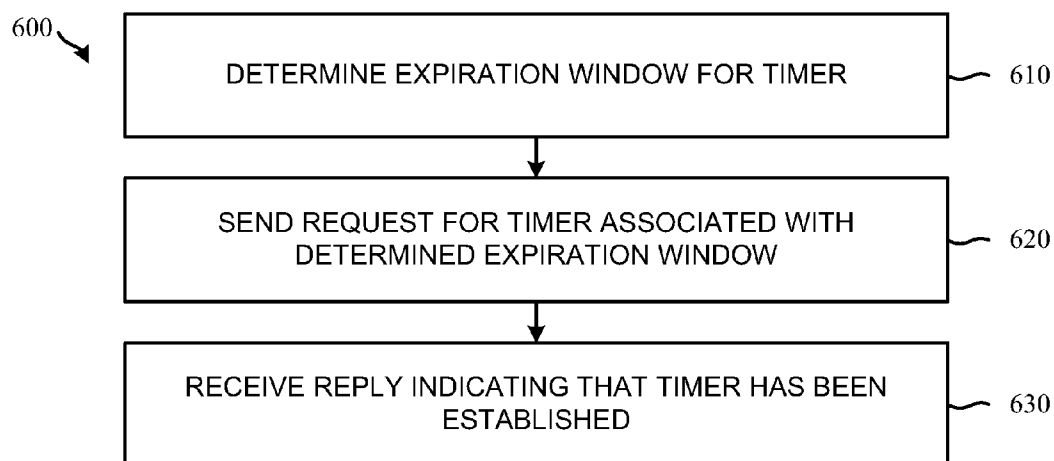 600
DETERMINE EXPIRATION WINDOW FOR TIMER
610
SEND REQUEST FOR TIMER ASSOCIATED WITH
DETERMINED EXPIRATION WINDOW
620
RECEIVE REPLY INDICATING THAT TIMER HAS BEEN
ESTABLISHED
630